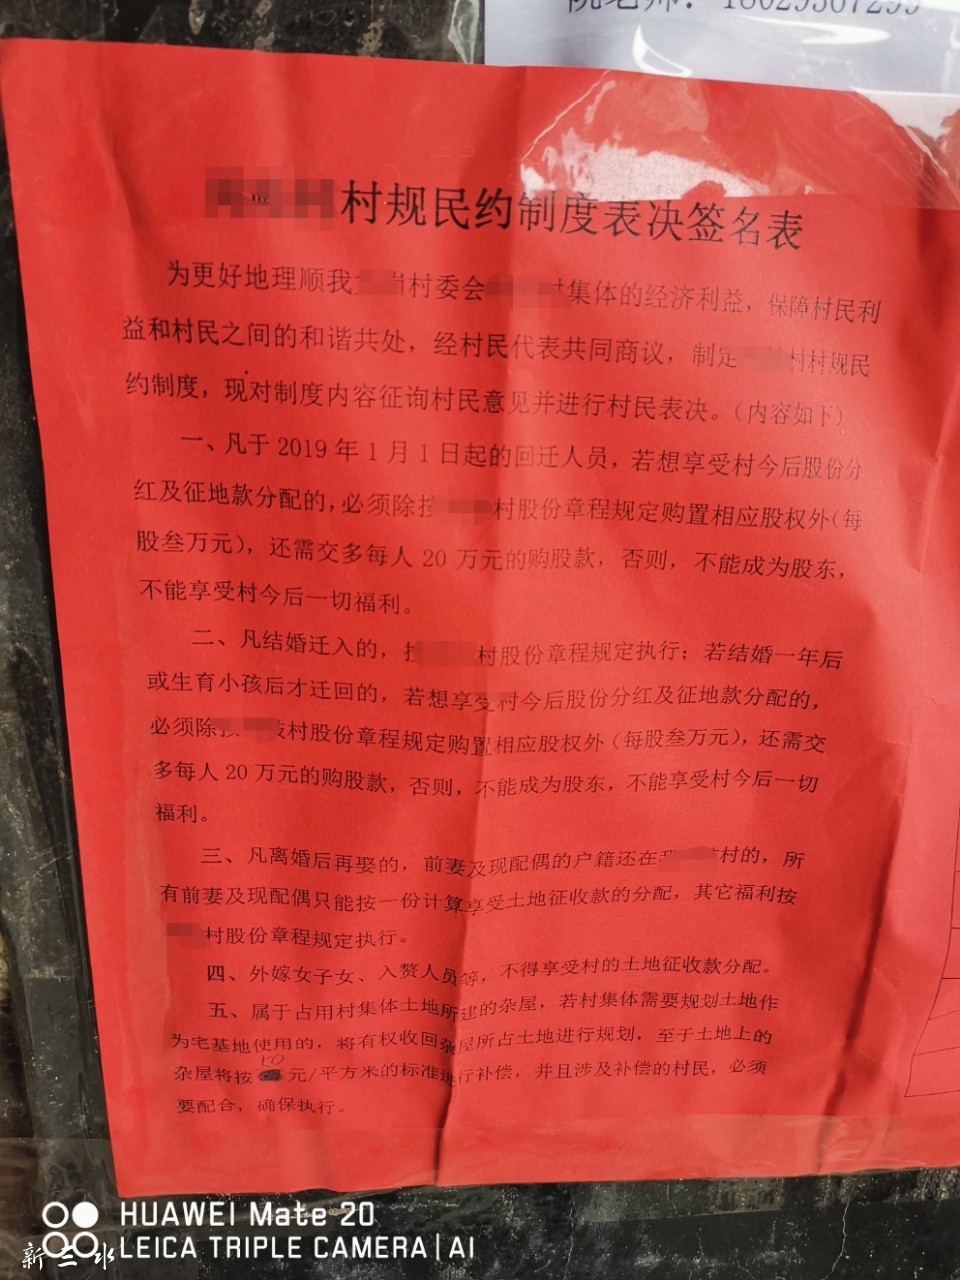 村规民约制度表决签名表
为更好地理顺我 村委会 集体的经济利益，保障村民利
益和村民之间的和谐共处，经村民代表共同商议，制定 村村规民
约制度，现对制度内容征询村民意见并进行村民表决。（内容如下）
一、凡于 2019 年 1 月 1 日起的回迁人员，若想享受村今后股份分
红及征地款分配的，必须除按 村股份章程规定购置相应股权外（每
股叁万元），还需交多每人 20 万元的购股款，否则，不能成为股东，
不能享受村今后一切福利。
二、凡结婚迁入的，按 村股份章程规定执行；若结婚一年后
或生育小孩后才迁回的，若想享受村今后股份分红及征地款分配的，
必须除按 村股份章程规定购置相应股权外（每股叁万元），还需交
多每人 20 万元的购股款，否则，不能成为股东，不能享受村今后一切
福利。
三、凡离婚后再娶的，前妻及现配偶的户籍还在我 村的，所
有前妻及现配偶只能按一份计算享受土地征收款的分配，其它福利按
村股份章程规定执行。
四、外嫁女子女、入赘人员等，不得享受村的土地征收款分配。
五、属于占用村集体土地所建的杂屋，若村集体需要规划土地作
为宅基地使用的，将有权收回杂屋所占土地进行规划，至于土地上的
杂屋将按 50 元/平方米的标准进行补偿，并且涉及补偿的村民，必须
要配合，确保执行。
HUAWEI Mate 20
LEICA TRIPLE CAMERA | AI
新三水